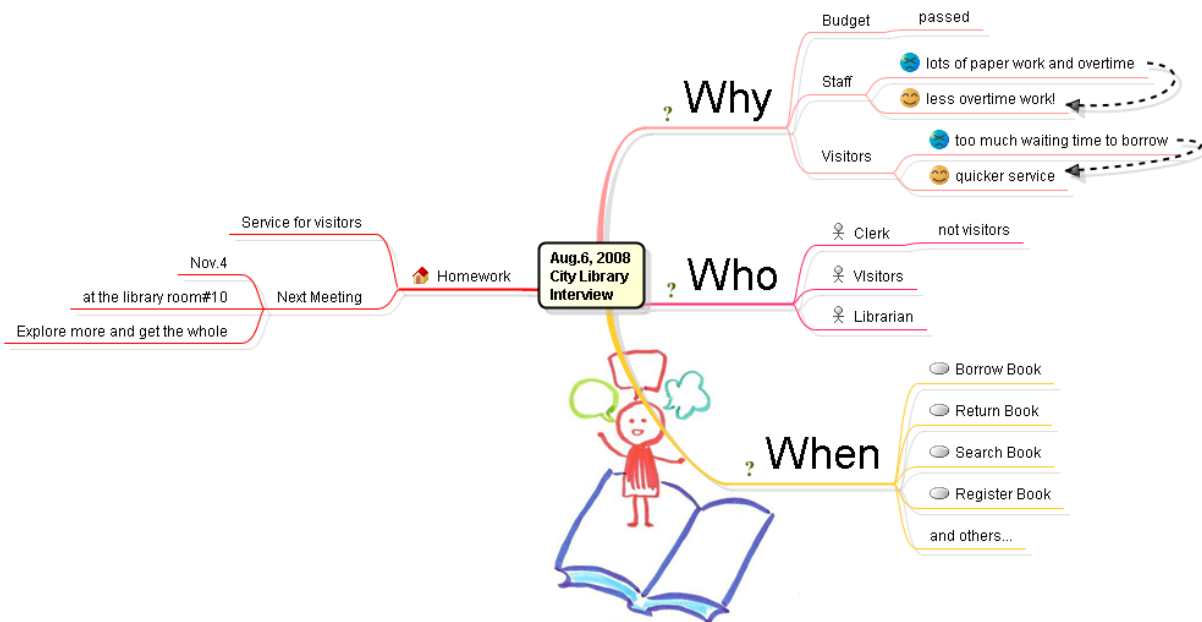 Aug.6, 2008
City Library
Interview
? Why
Budget
passed
Staff
lots of paper work and overtime
less overtime work!
Visitors
too much waiting time to borrow
quicker service
? Who
Clerk
not visitors
VIsitors
Librarian
? When
Borrow Book
Return Book
Search Book
Register Book
and others...
Homework
Service for visitors
Next Meeting
Nov.4
at the library room#10
Explore more and get the whole